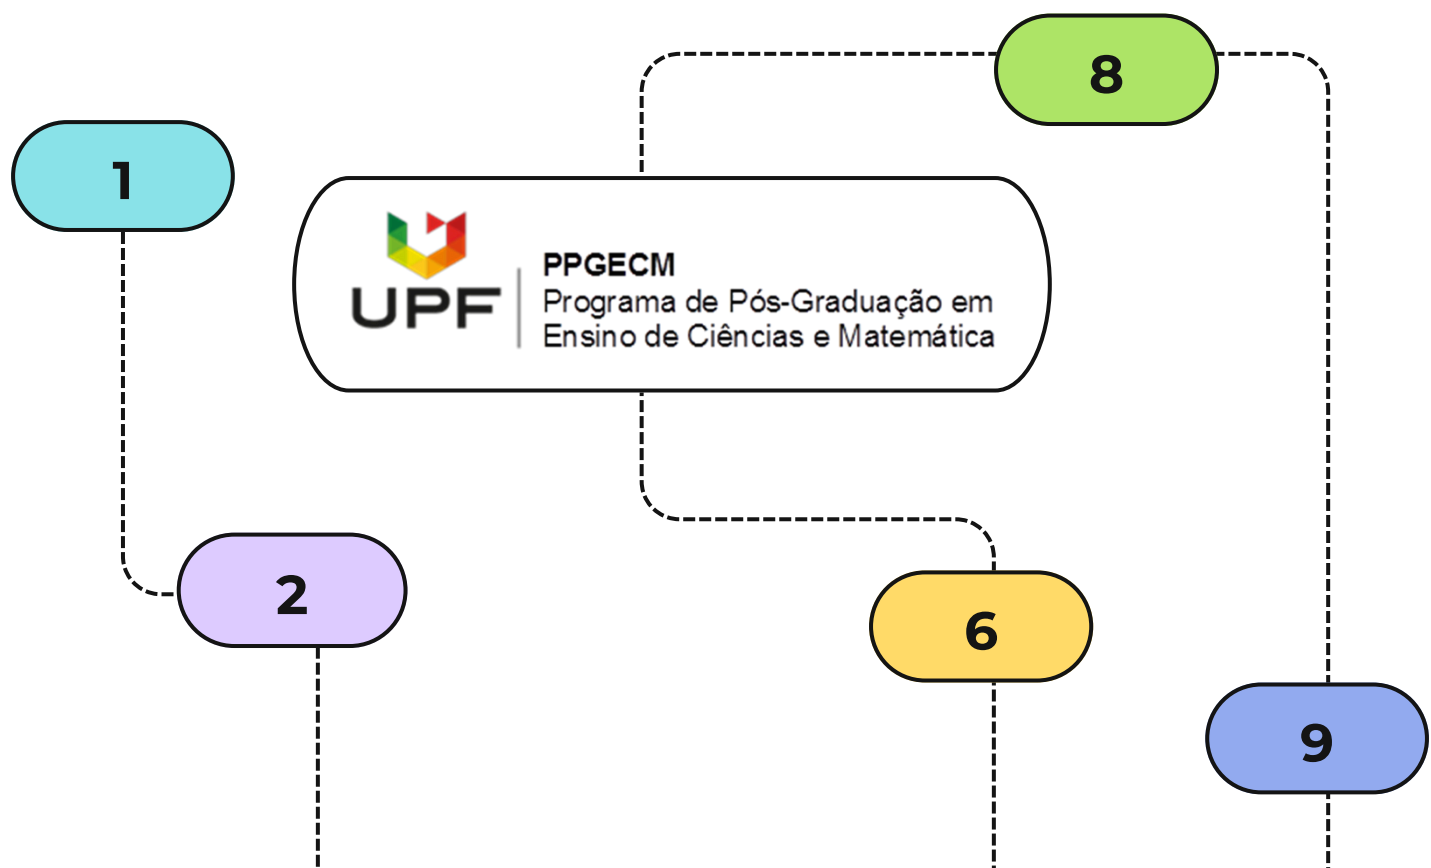 8
1
UPF
PPGECM
Programa de Pós-Graduação em
Ensino de Ciências e Matemática
2
6
9